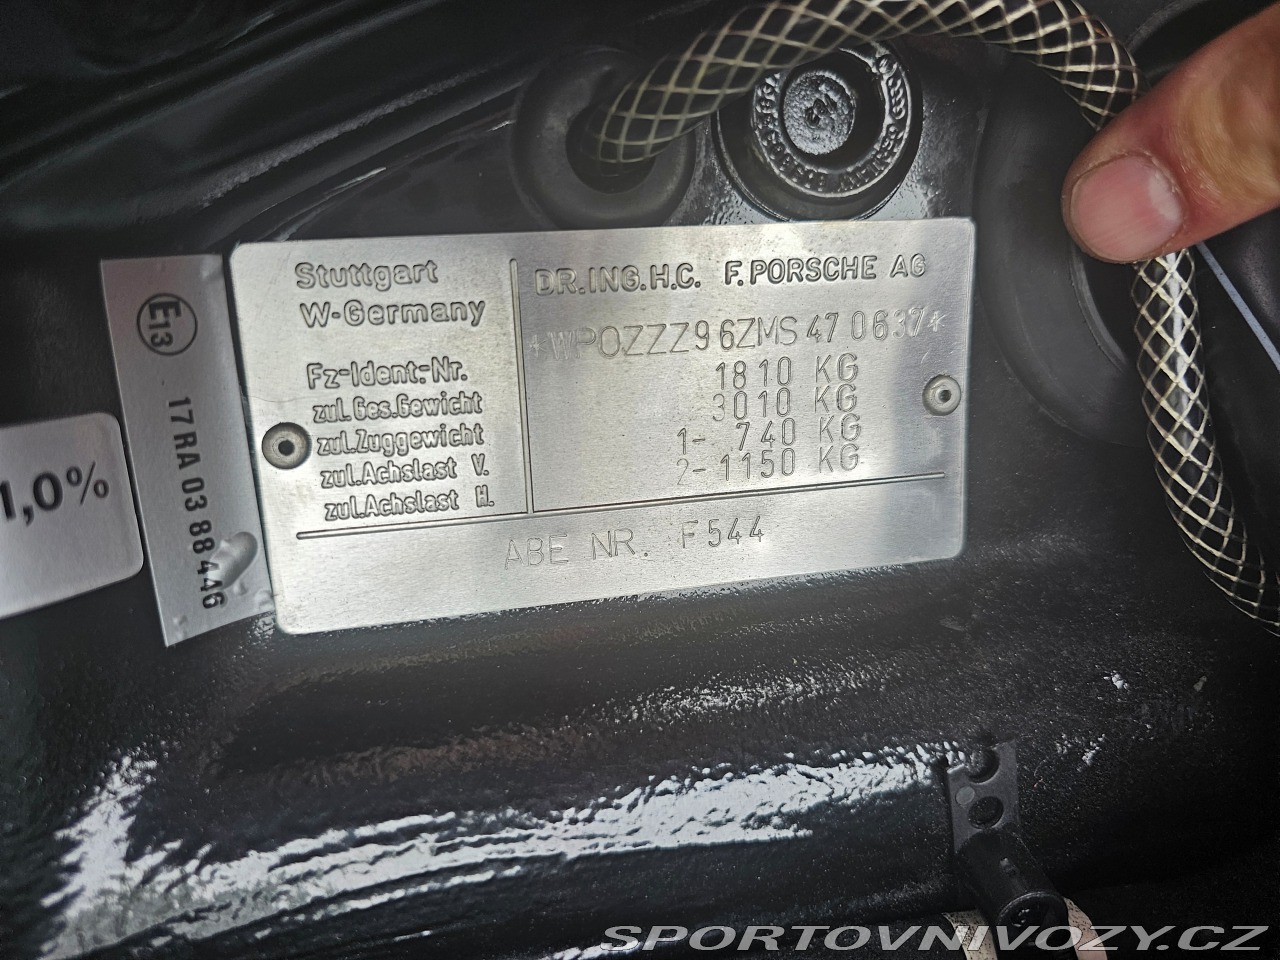 Stuttgart
W-Germany
Fz-Ident.-Nr.
zul.Ges.Gewicht
zul.Zuggewicht
zul.Achslast V.
zul.Achslast H.
DR.ING.H.C. F.PORSCHE AG
*WP0ZZZ96ZMS470637*
1810 KG
3010 KG
1- 740 KG
2-1150 KG
ABE NR. F544
E13
17RA 03 88446
1,0%
SPORTOVNIVOZY.CZ